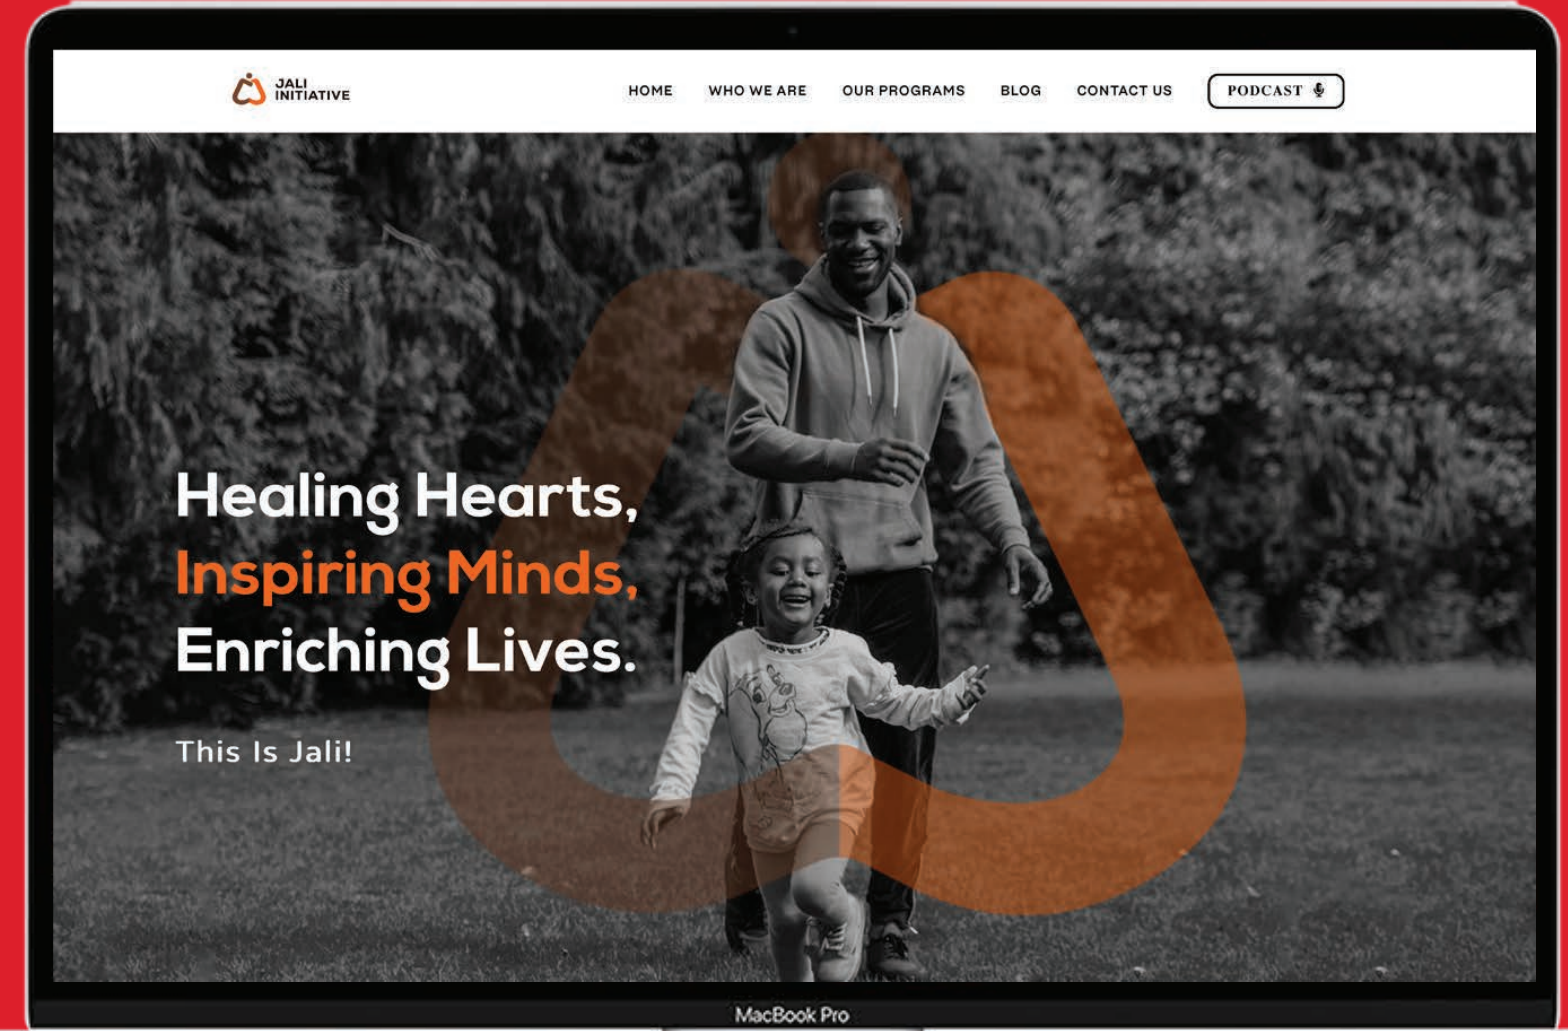 JALI
INITIATIVE
HOME
WHO WE ARE
OUR PROGRAMS
BLOG
CONTACT US
PODCAST
Healing Hearts,
Inspiring Minds,
Enriching Lives.
This Is Jali!
MacBook Pro